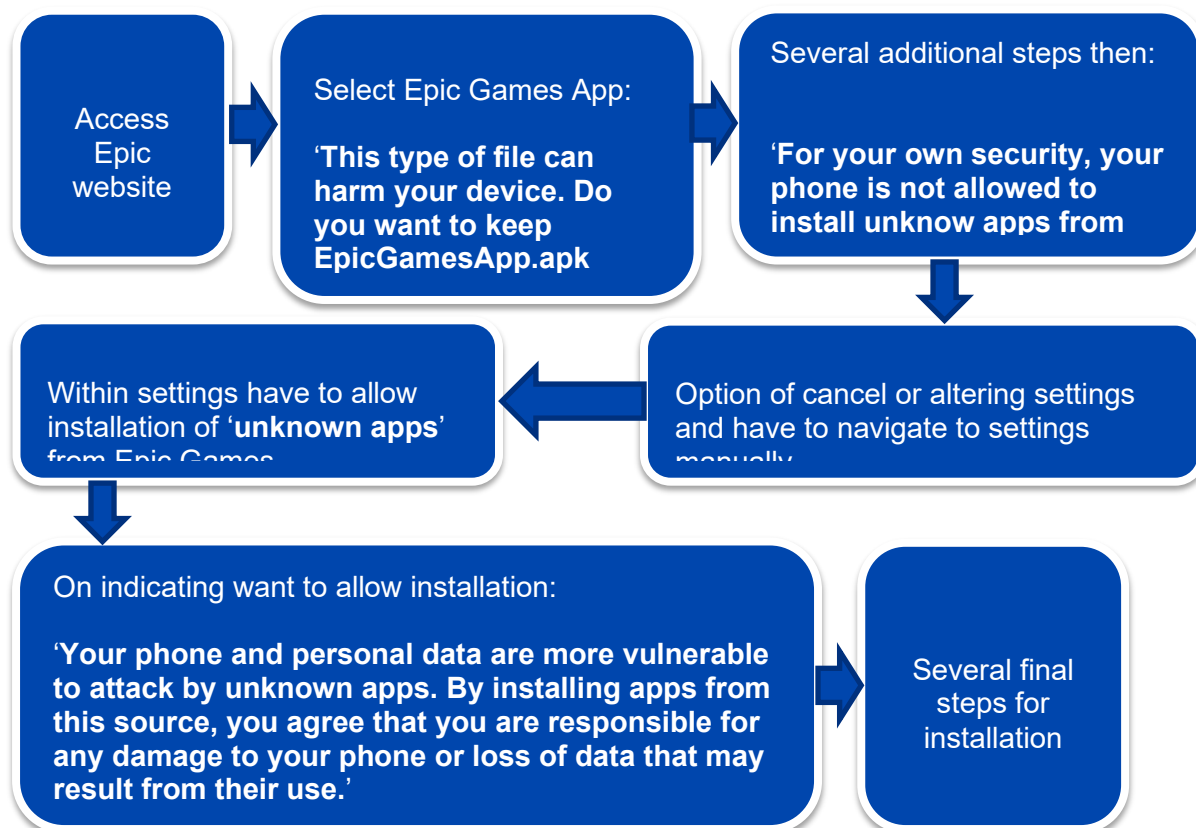 Access
Epic
website
Select Epic Games App:
‘This type of file can
harm your device. Do
you want to keep
EpicGamesApp.apk
Several additional steps then:
‘For your own security, your
phone is not allowed to
install unknow apps from
Option of cancel or altering settings
and have to navigate to settings
manually
Within settings have to allow
installation of ‘unknown apps’
from Epic Games
On indicating want to allow installation:
‘Your phone and personal data are more vulnerable
to attack by unknown apps. By installing apps from
this source, you agree that you are responsible for
any damage to your phone or loss of data that may
result from their use.’
Several final
steps for
installation